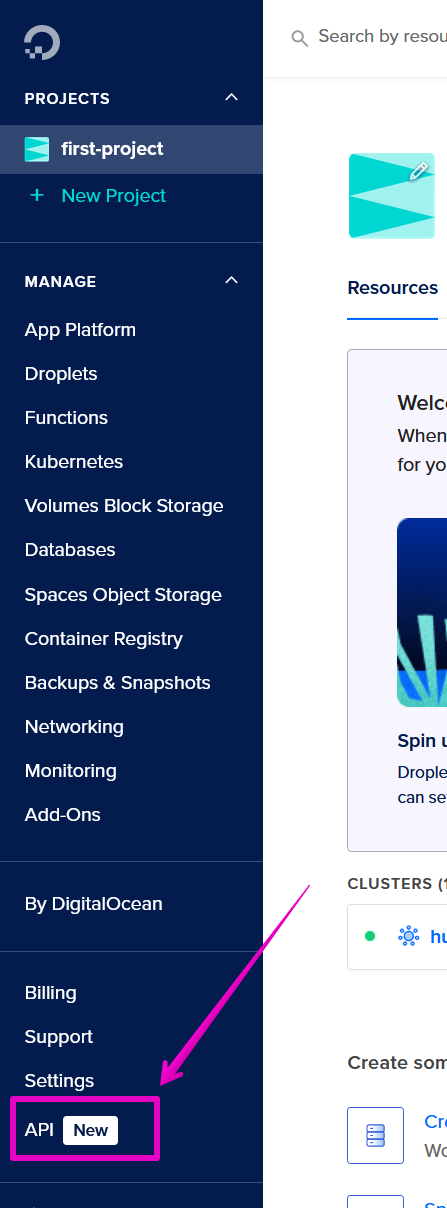 Search by resou
PROJECTS
first-project
+ New Project
MANAGE
App Platform
Droplets
Functions
Kubernetes
Volumes Block Storage
Databases
Spaces Object Storage
Container Registry
Backups & Snapshots
Networking
Monitoring
Add-Ons
By DigitalOcean
Billing
Support
Settings
API New
Resources
Welc
When
for yo
Spin u
Drople
can se
CLUSTERS (1
hu
Create som
Cre
Wo